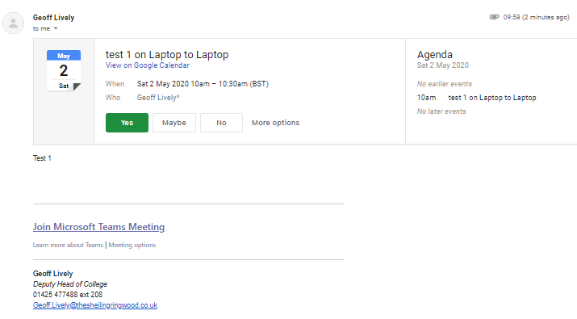 Geoff Lively
09:58 (2 minutes ago)
to me
May
2
Sat
test 1 on Laptop to Laptop
View on Google Calendar
When Sat 2 May 2020 10am – 10:30am (BST)
Who Geoff Lively*
Yes Maybe No More options
Agenda
Sat 2 May 2020
No earlier events
10am test 1 on Laptop to Laptop
No later events
Test 1
Join Microsoft Teams Meeting
Learn more about Teams | Meeting options
Geoff Lively
Deputy Head of College
01425 477488 ext 208
Geoff.Lively@thesheilingringwood.co.uk